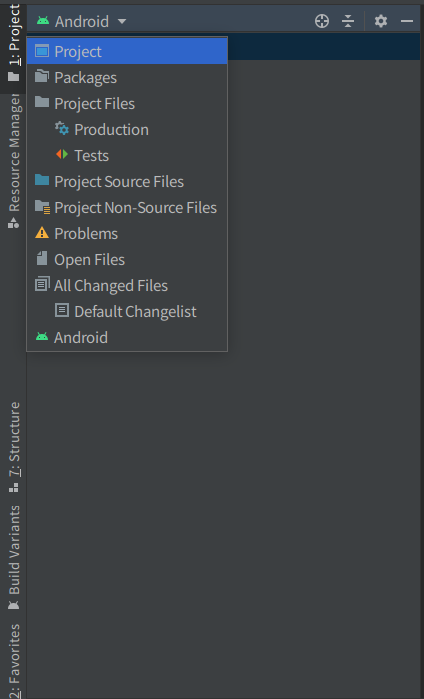 Android
Project
Packages
Project Files
Production
Tests
Project Source Files
Project Non-Source Files
Problems
Open Files
All Changed Files
Default Changelist
Android
1: Project
Resource Manager
7: Structure
Build Variants
2: Favorites